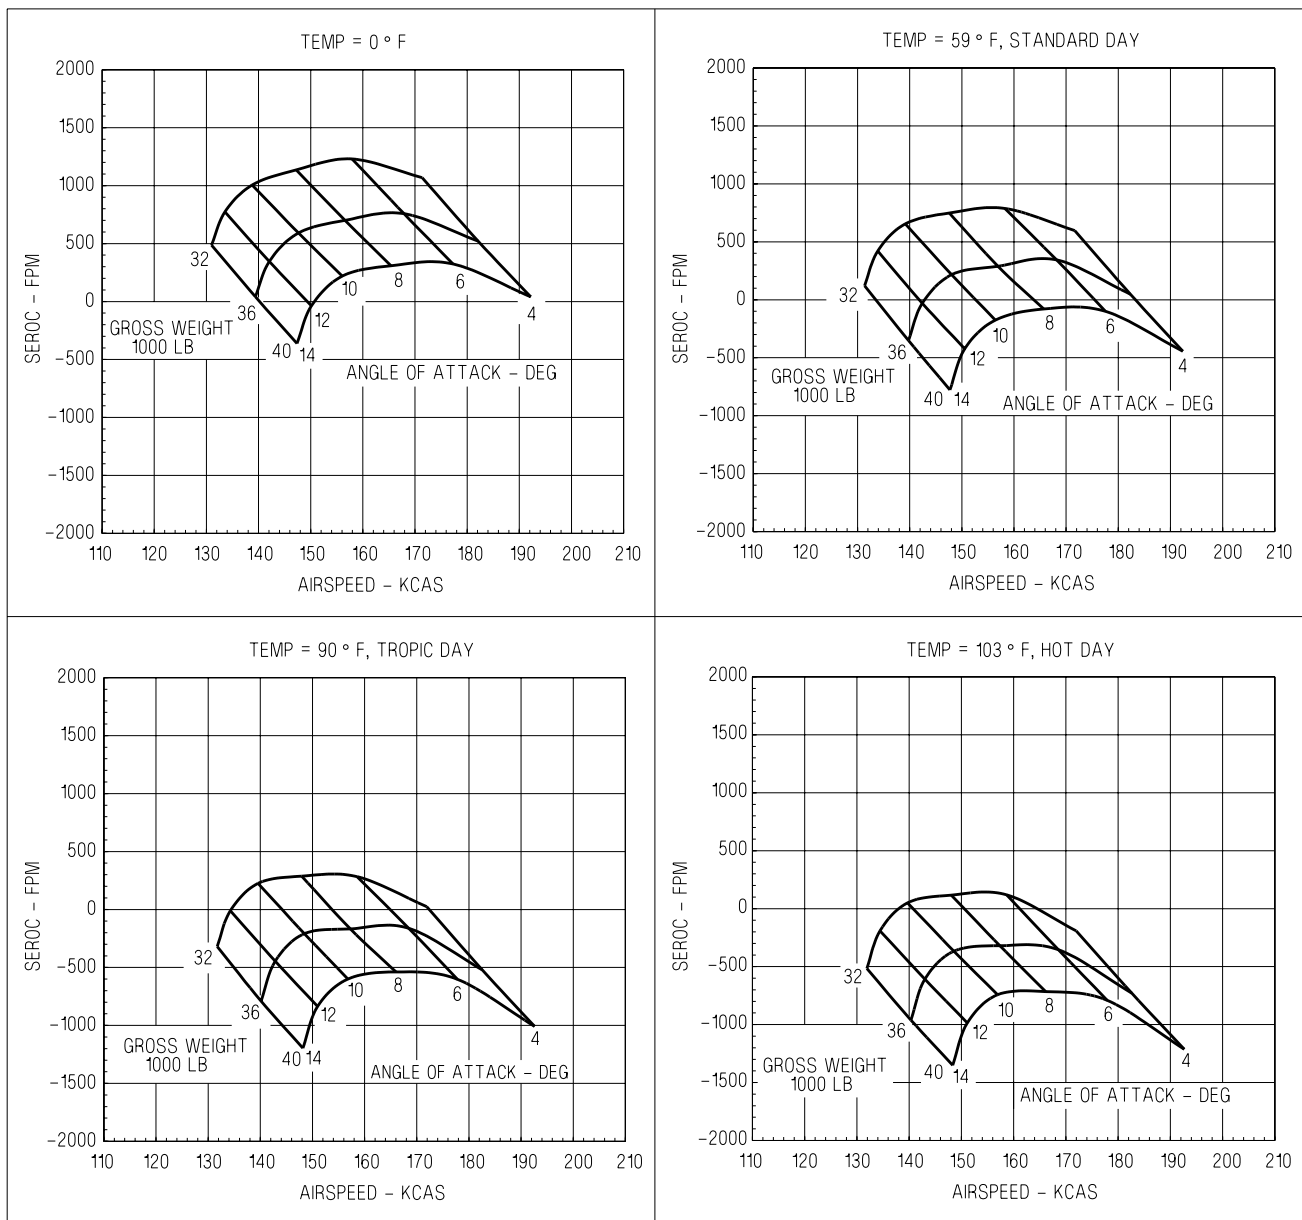 TEMP = 0 ° F
2000
1500
1000
500
0
−500
−1000
−1500
−2000
SEROC – FPM
32
36
40 14
12
10
8
6
4
GROSS WEIGHT
1000 LB
ANGLE OF ATTACK – DEG
110 120 130 140 150 160 170 180 190 200 210
AIRSPEED – KCAS
TEMP = 59 ° F, STANDARD DAY
2000
1500
1000
500
0
−500
−1000
−1500
−2000
SEROC – FPM
32
36
40 14
12
10
8
6
4
GROSS WEIGHT
1000 LB
ANGLE OF ATTACK – DEG
110 120 130 140 150 160 170 180 190 200 210
AIRSPEED – KCAS
TEMP = 90 ° F, TROPIC DAY
2000
1500
1000
500
0
−500
−1000
−1500
−2000
SEROC – FPM
32
36
40 14
12
10
8
6
4
GROSS WEIGHT
1000 LB
ANGLE OF ATTACK – DEG
110 120 130 140 150 160 170 180 190 200 210
AIRSPEED – KCAS
TEMP = 103 ° F, HOT DAY
2000
1500
1000
500
0
−500
−1000
−1500
−2000
SEROC – FPM
32
36
40 14
12
10
8
6
4
GROSS WEIGHT
1000 LB
ANGLE OF ATTACK – DEG
110 120 130 140 150 160 170 180 190 200 210
AIRSPEED – KCAS